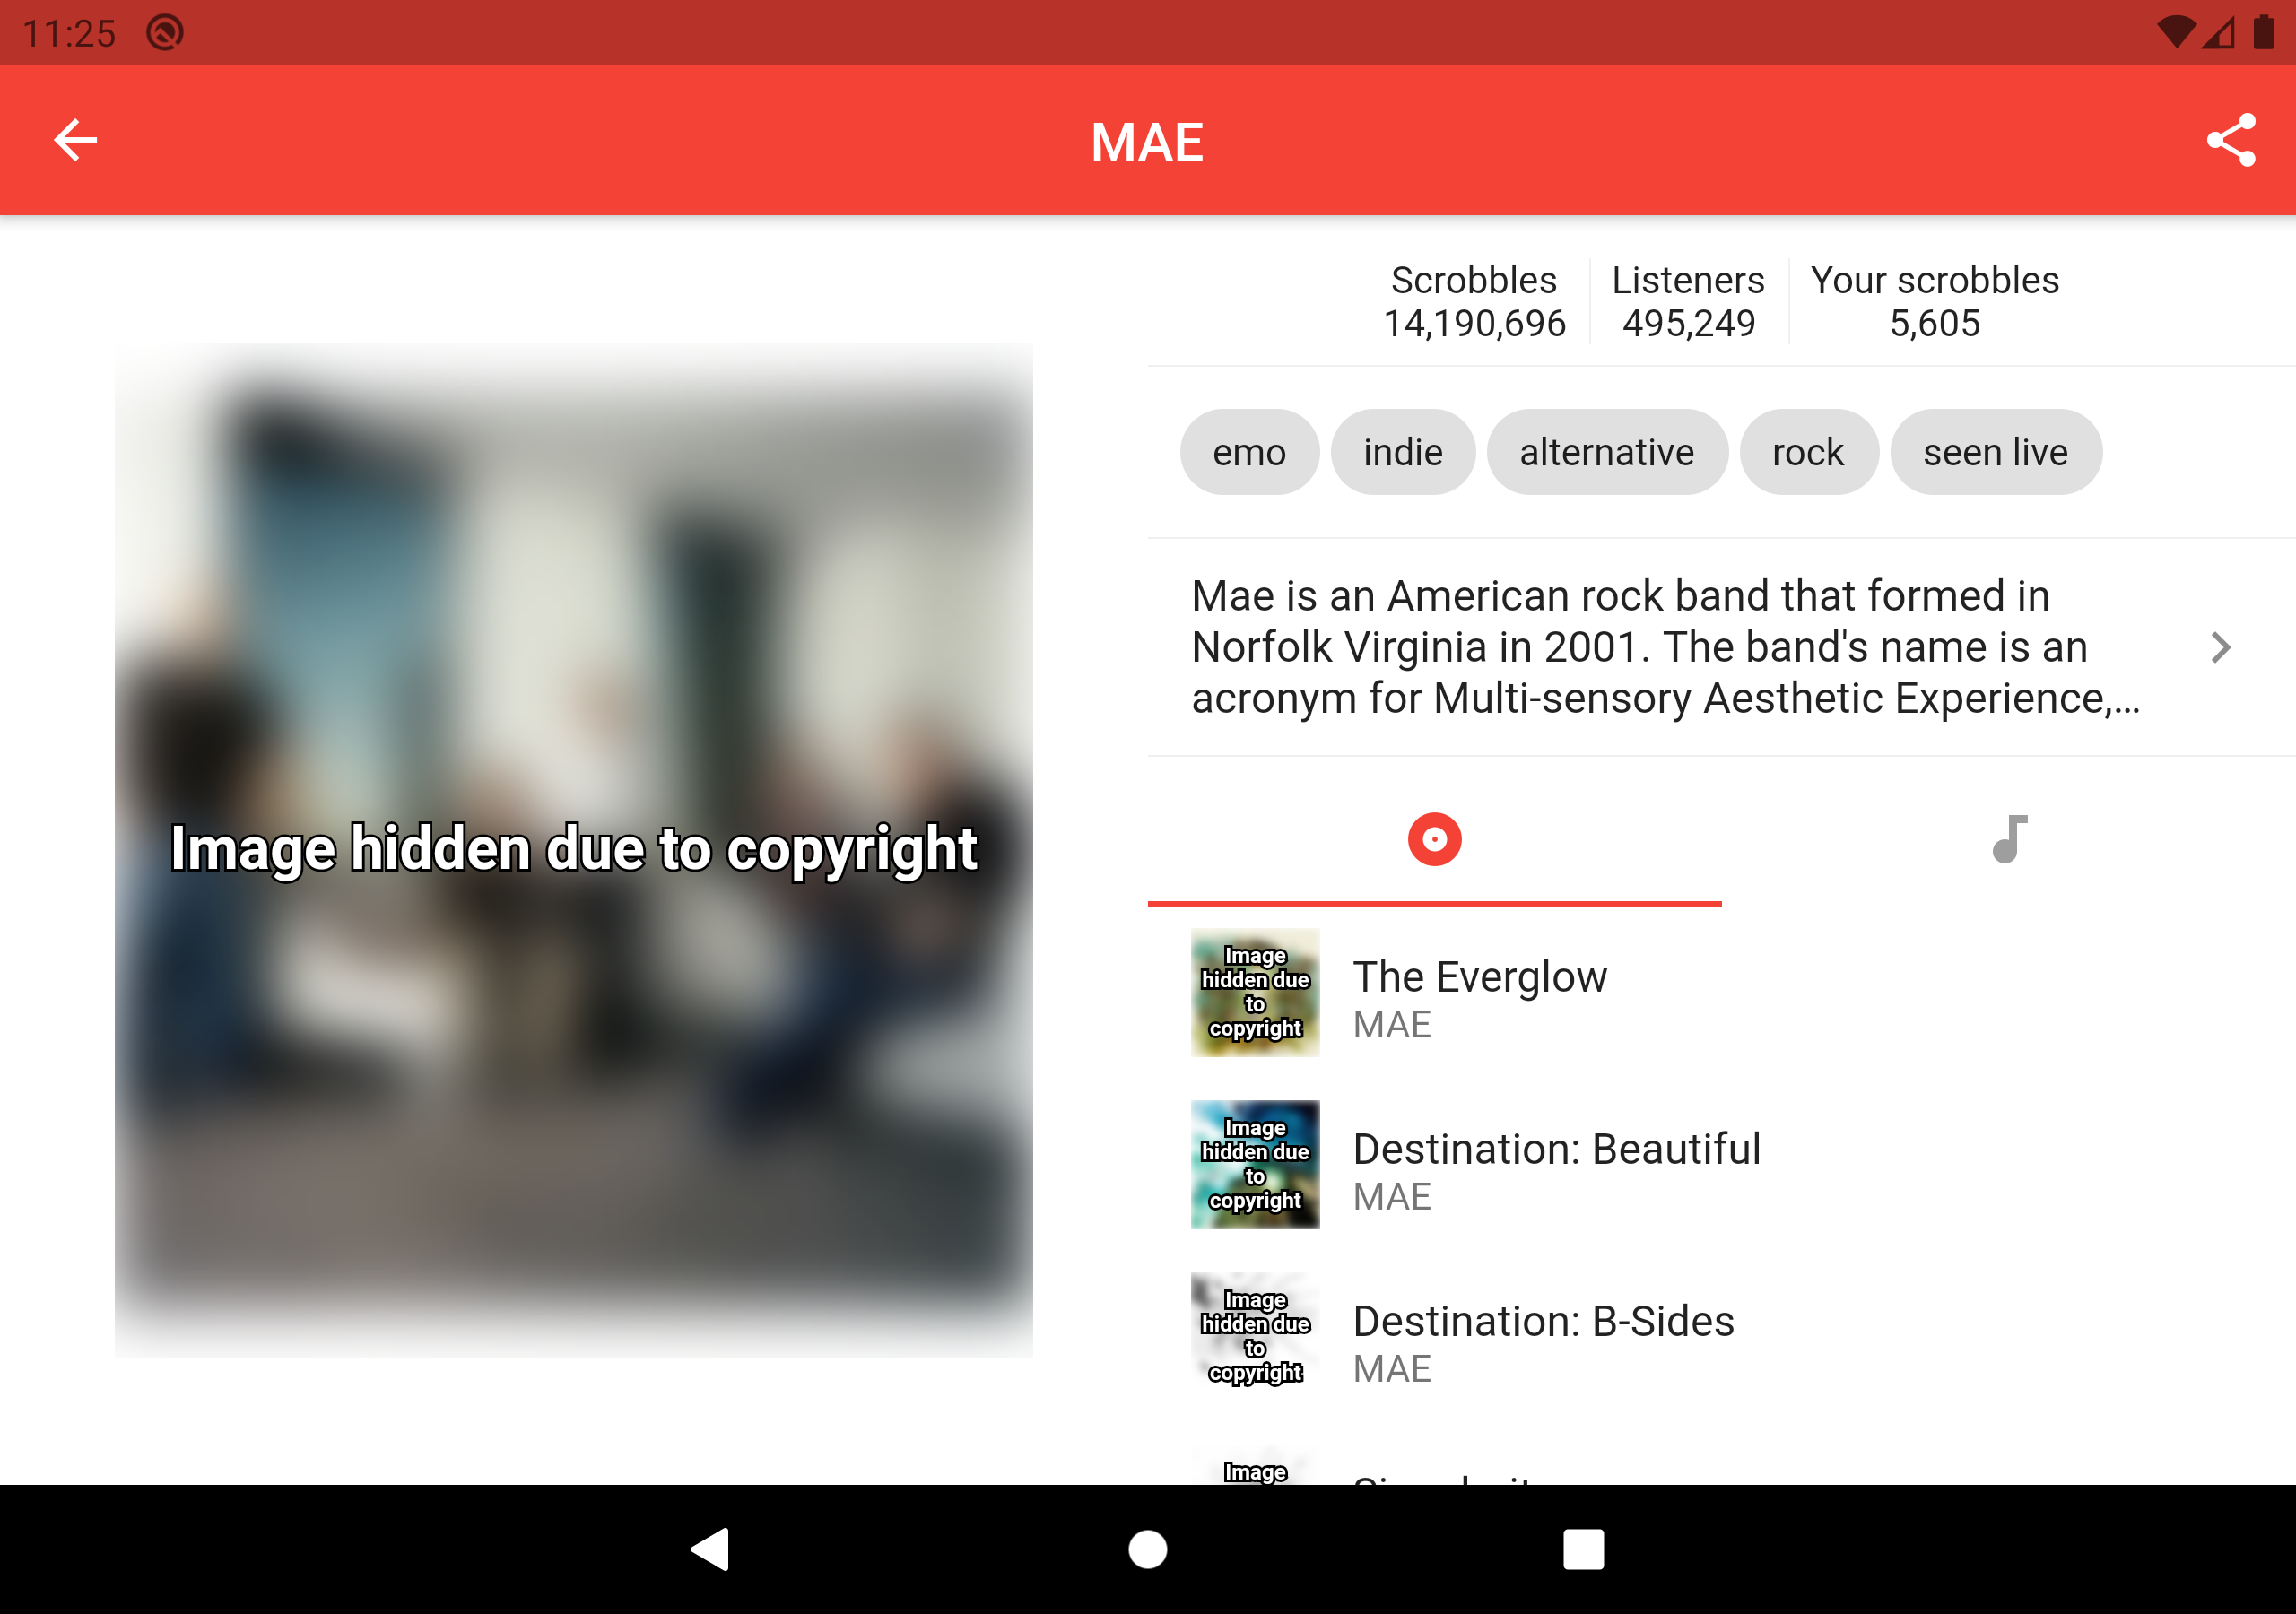 11:25
MAE
Scrobbles
14,190,696
Listeners
495,249
Your scrobbles
5,605
emo
indie
alternative
rock
seen live
Mae is an American rock band that formed in
Norfolk Virginia in 2001. The band's name is an
acronym for Multi-sensory Aesthetic Experience,...
Image hidden due to copyright
Image
hidden due
to
copyright
The Everglow
MAE
Image
hidden due
to
copyright
Destination: Beautiful
MAE
Image
hidden due
to
copyright
Destination: B-Sides
MAE
Image